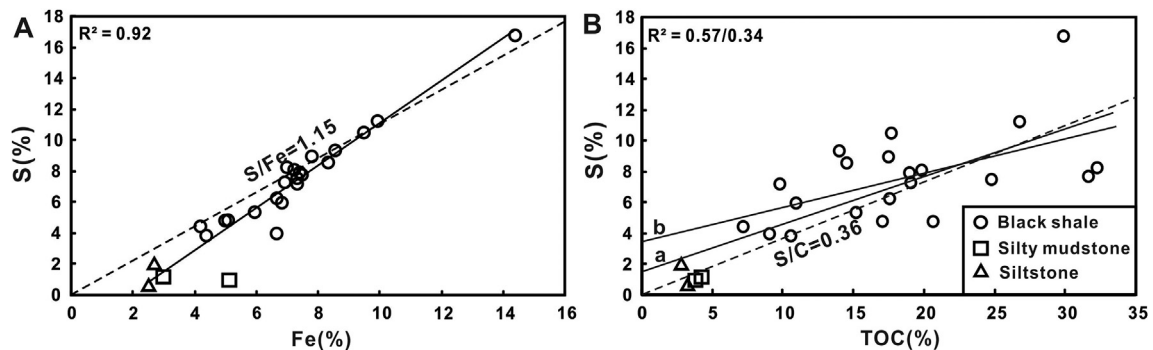 A
R² = 0.92
S(%)
18
16
14
12
10
8
6
4
2
0
S/Fe=1.15
0
2
4
6
8
10
12
14
16
Fe(%)
B
R² = 0.57/0.34
S(%)
18
16
14
12
10
8
6
4
2
0
b
a
S/C=0.36
Black shale
Silty mudstone
Siltstone
0
5
10
15
20
25
30
35
TOC(%)